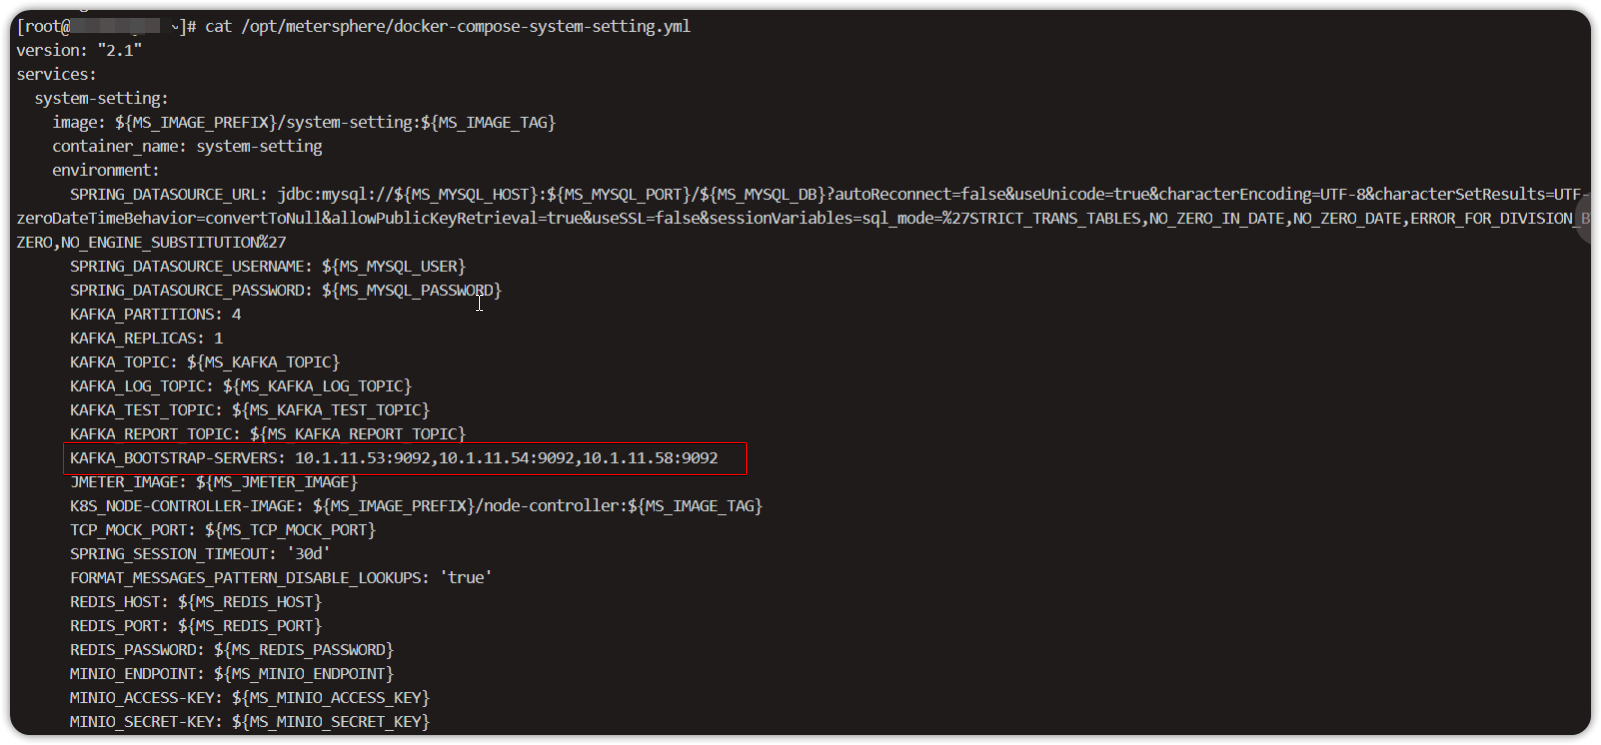 [root@ ~]# cat /opt/metersphere/docker-compose-system-setting.yml
version: "2.1"
services:
  system-setting:
    image: ${MS_IMAGE_PREFIX}/system-setting:${MS_IMAGE_TAG}
    container_name: system-setting
    environment:
      SPRING_DATASOURCE_URL: jdbc:mysql://${MS_MYSQL_HOST}:${MS_MYSQL_PORT}/${MS_MYSQL_DB}?autoReconnect=false&useUnicode=true&characterEncoding=UTF-8&characterSetResults=UTF-
zeroDateTimeBehavior=convertToNull&allowPublicKeyRetrieval=true&useSSL=false&sessionVariables=sql_mode=%27STRICT_TRANS_TABLES,NO_ZERO_IN_DATE,NO_ZERO_DATE,ERROR_FOR_DIVISION_B
ZERO,NO_ENGINE_SUBSTITUTION%27
      SPRING_DATASOURCE_USERNAME: ${MS_MYSQL_USER}
      SPRING_DATASOURCE_PASSWORD: ${MS_MYSQL_PASSWORD}
      KAFKA_PARTITIONS: 4
      KAFKA_REPLICAS: 1
      KAFKA_TOPIC: ${MS_KAFKA_TOPIC}
      KAFKA_LOG_TOPIC: ${MS_KAFKA_LOG_TOPIC}
      KAFKA_TEST_TOPIC: ${MS_KAFKA_TEST_TOPIC}
      KAFKA_REPORT_TOPIC: ${MS_KAFKA_REPORT_TOPIC}
      KAFKA_BOOTSTRAP-SERVERS: 10.1.11.53:9092,10.1.11.54:9092,10.1.11.58:9092
      JMETER_IMAGE: ${MS_JMETER_IMAGE}
      K8S_NODE-CONTROLLER-IMAGE: ${MS_IMAGE_PREFIX}/node-controller:${MS_IMAGE_TAG}
      TCP_MOCK_PORT: ${MS_TCP_MOCK_PORT}
      SPRING_SESSION_TIMEOUT: '30d'
      FORMAT_MESSAGES_PATTERN_DISABLE_LOOKUPS: 'true'
      REDIS_HOST: ${MS_REDIS_HOST}
      REDIS_PORT: ${MS_REDIS_PORT}
      REDIS_PASSWORD: ${MS_REDIS_PASSWORD}
      MINIO_ENDPOINT: ${MS_MINIO_ENDPOINT}
      MINIO_ACCESS-KEY: ${MS_MINIO_ACCESS_KEY}
      MINIO_SECRET-KEY: ${MS_MINIO_SECRET_KEY}